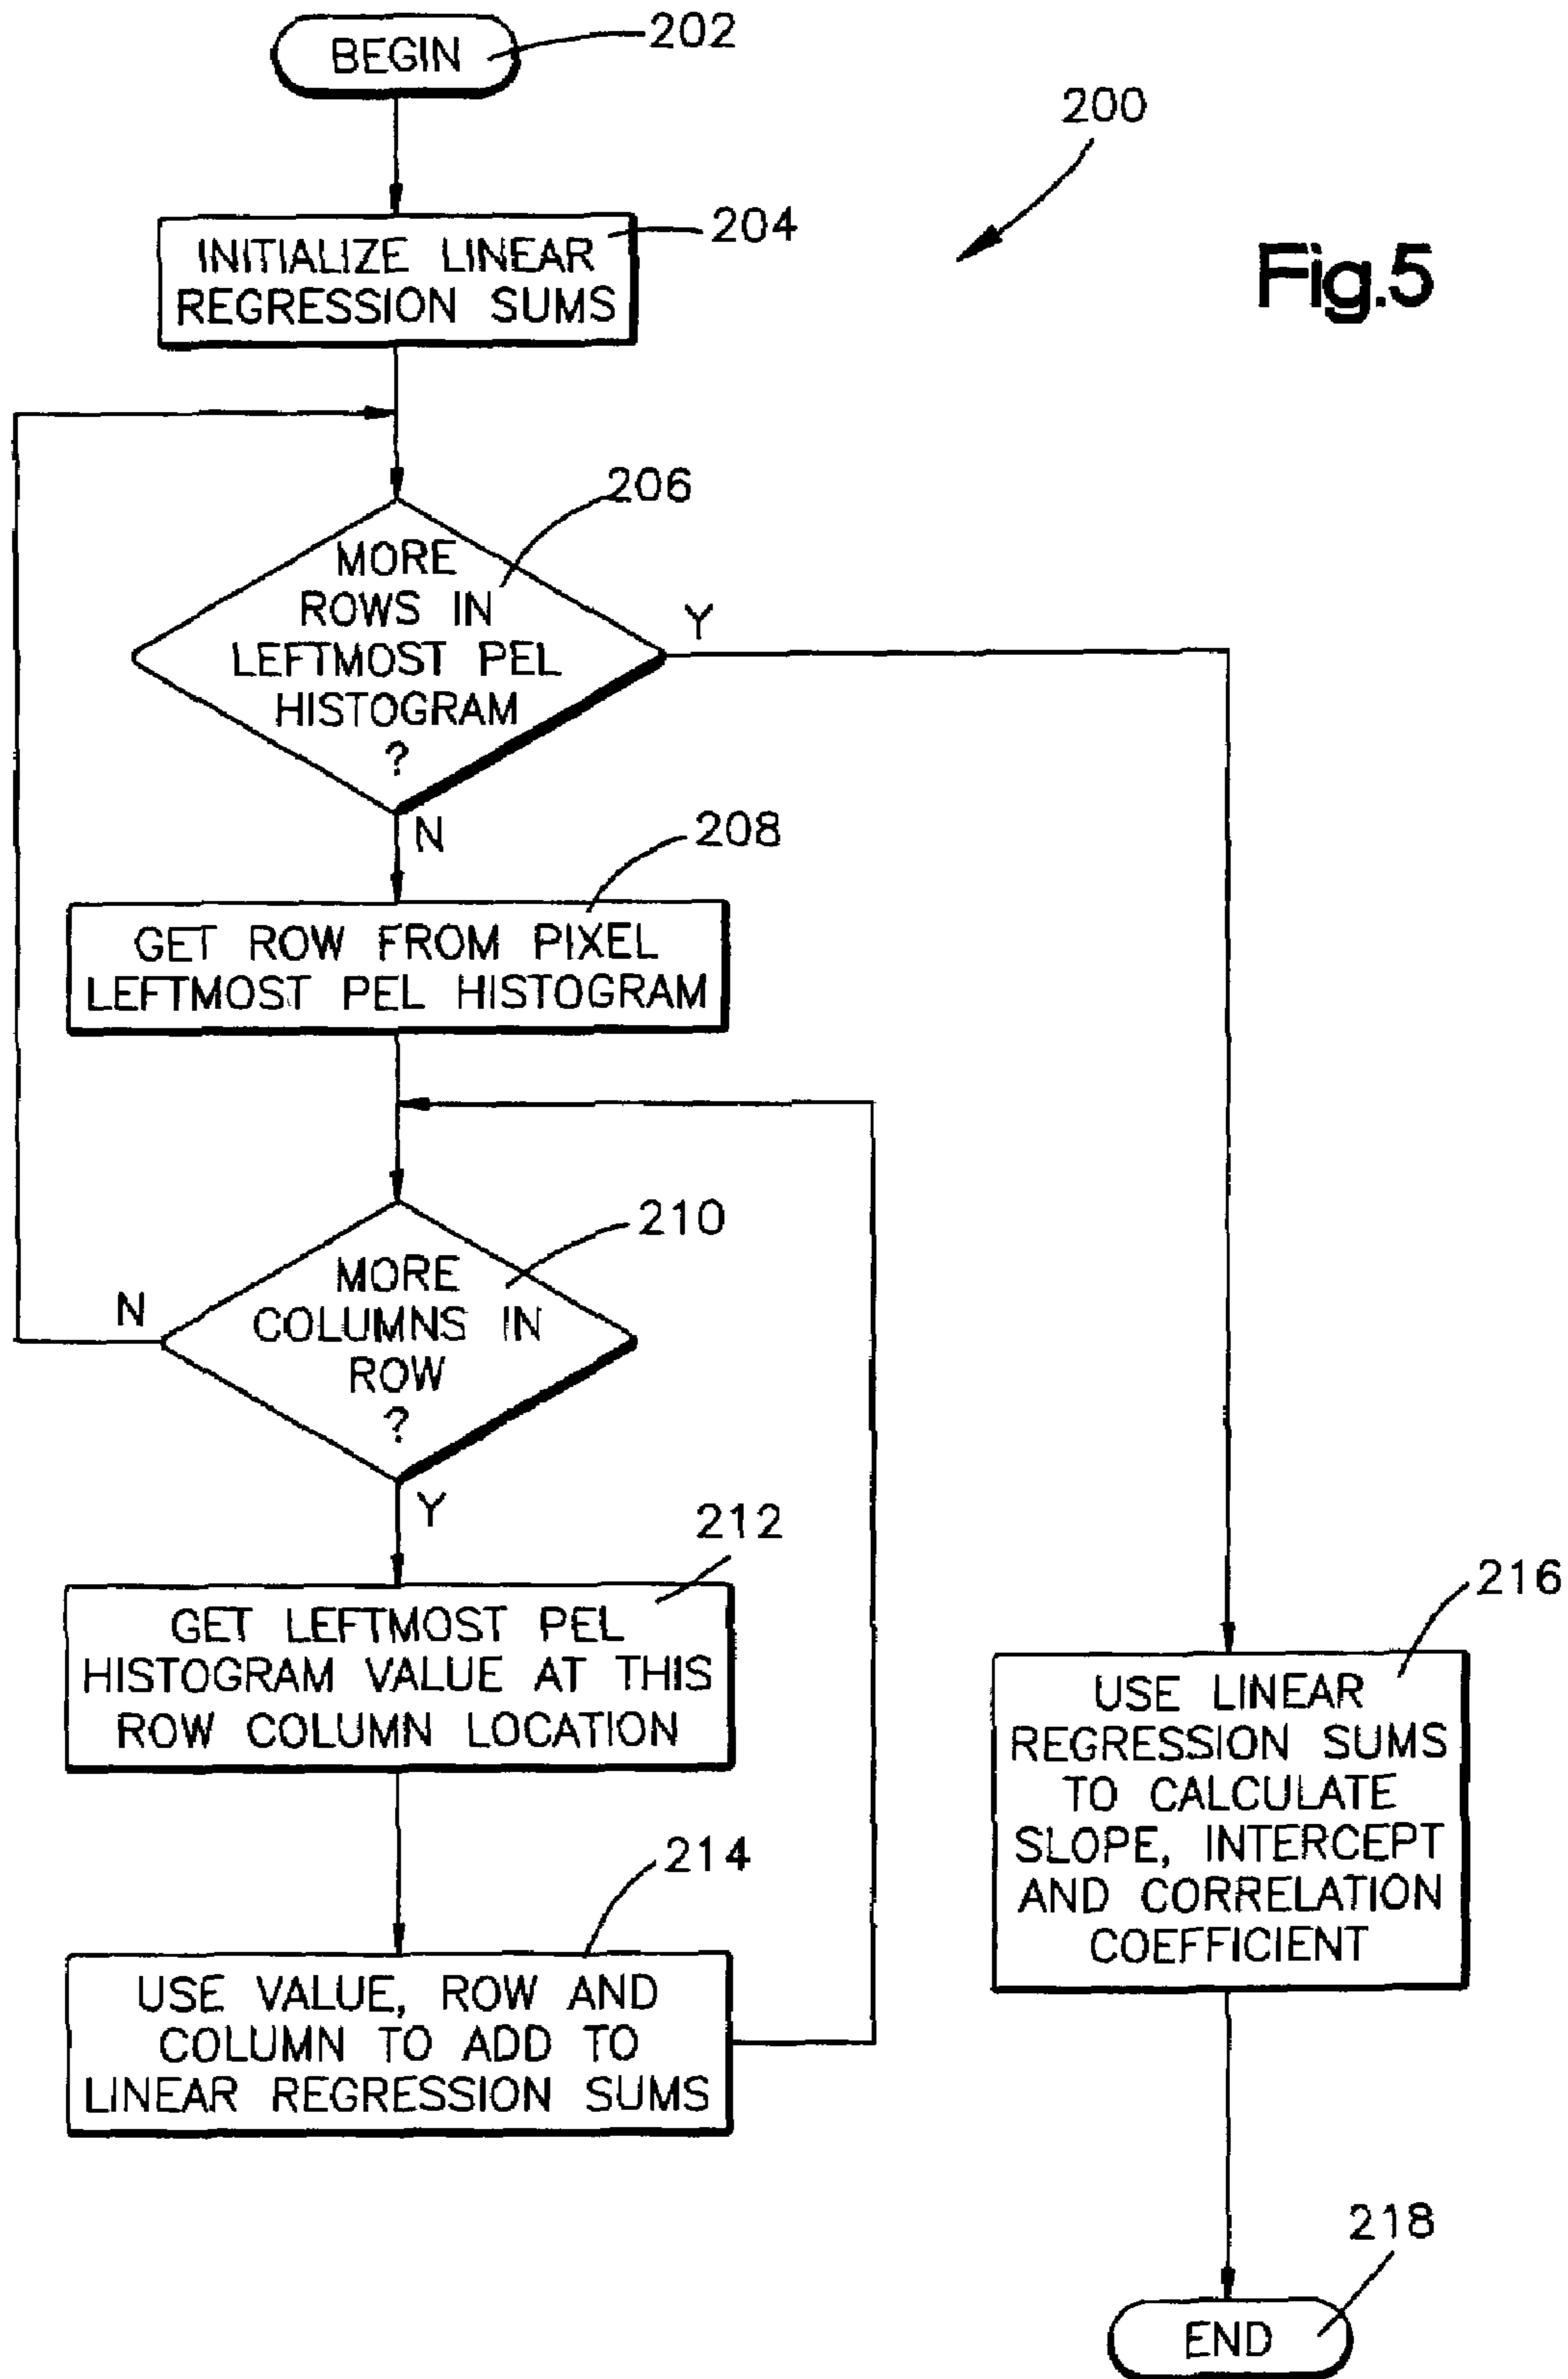 BEGIN
202
200
Fig.5
204
INITIALIZE LINEAR
REGRESSION SUMS
206
MORE
ROWS IN
LEFTMOST PEL
HISTOGRAM
?
Y
N
208
GET ROW FROM PIXEL
LEFTMOST PEL HISTOGRAM
210
MORE
COLUMNS IN
ROW
?
N
Y
212
GET LEFTMOST PEL
HISTOGRAM VALUE AT THIS
ROW COLUMN LOCATION
214
USE VALUE, ROW AND
COLUMN TO ADD TO
LINEAR REGRESSION SUMS
216
USE LINEAR
REGRESSION SUMS
TO CALCULATE
SLOPE, INTERCEPT
AND CORRELATION
COEFFICIENT
218
END